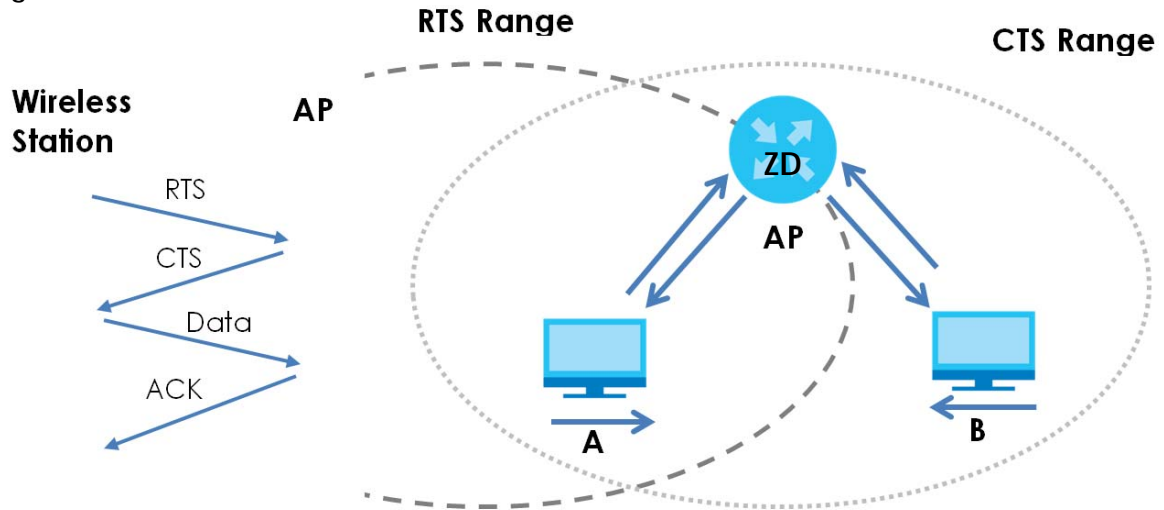 RTS Range
CTS Range
Wireless
Station
AP
RTS
CTS
Data
ACK
ZD
AP
A
B